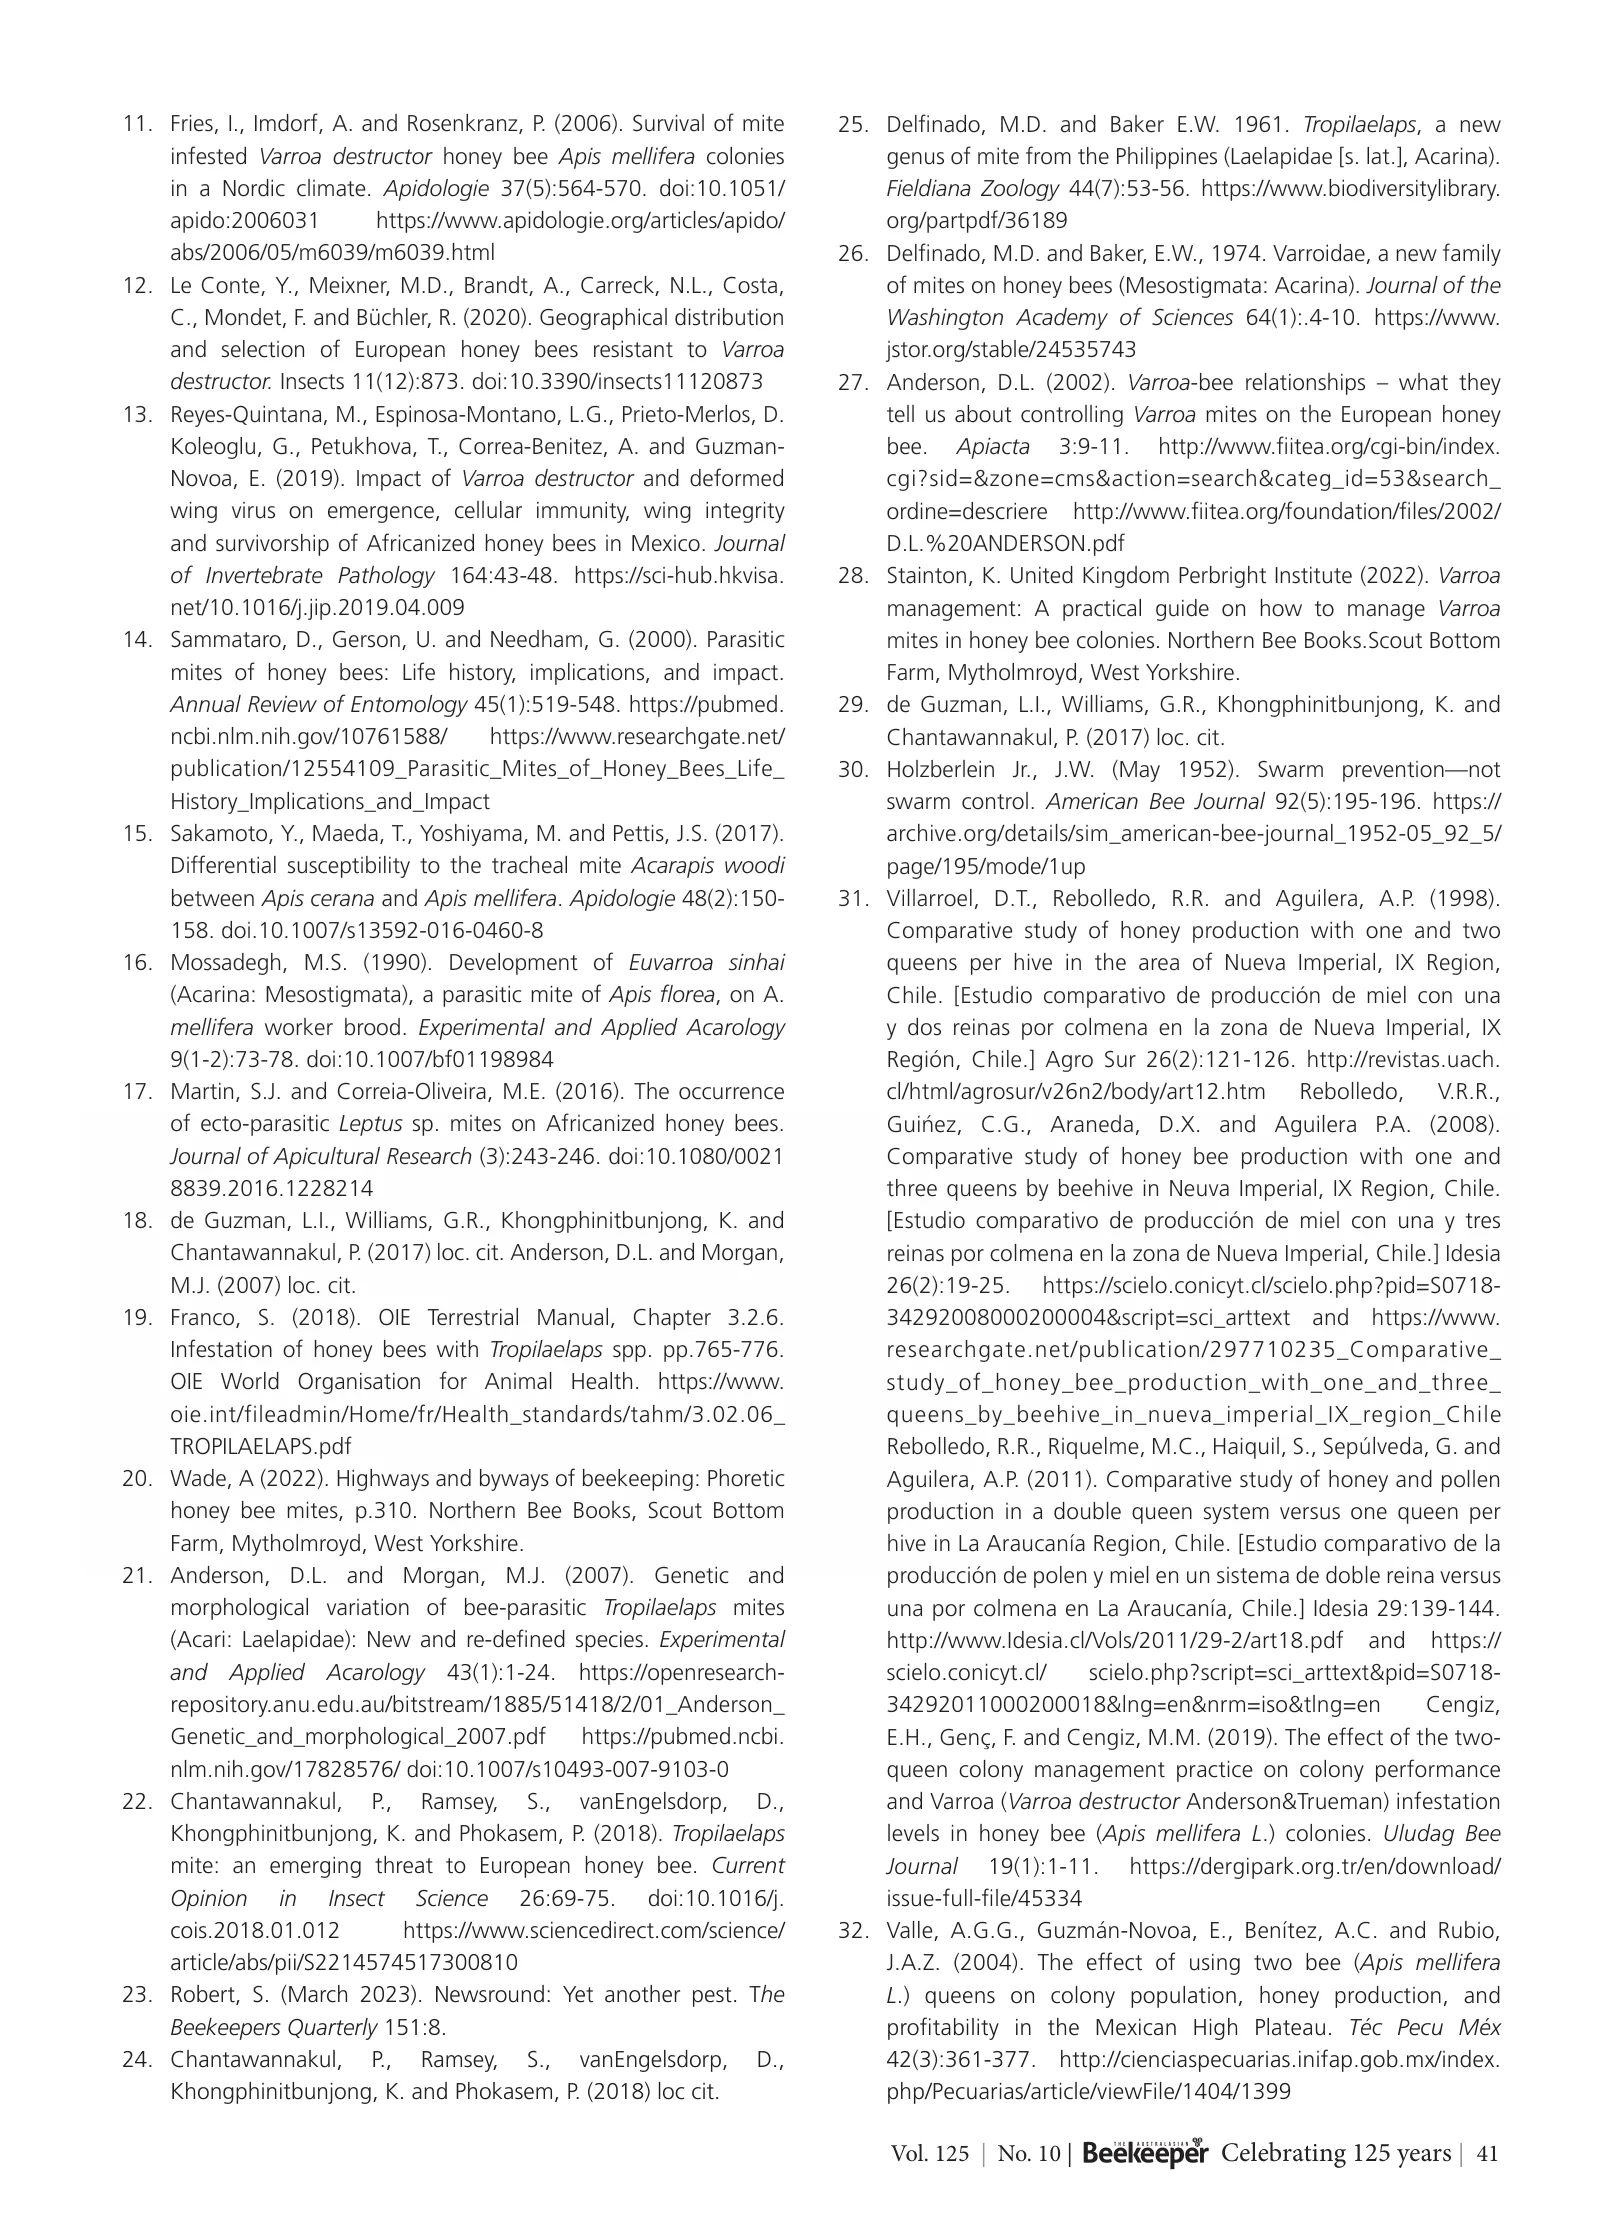 11. Fries, I., Imdorf, A. and Rosenkranz, P. (2006). Survival of mite
infested Varroa destructor honey bee Apis mellifera colonies
in a Nordic climate. Apidologie 37(5):564-570. doi:10.1051/
apido:2006031 https://www.apidologie.org/articles/apido/
abs/2006/05/m6039/m6039.html
12. Le Conte, Y., Meixner, M.D., Brandt, A., Carreck, N.L., Costa,
C., Mondet, F. and Büchler, R. (2020). Geographical distribution
and selection of European honey bees resistant to Varroa
destructor. Insects 11(12):873. doi:10.3390/insects11120873
13. Reyes-Quintana, M., Espinosa-Montano, L.G., Prieto-Merlos, D.
Koleoglu, G., Petukhova, T., Correa-Benitez, A. and Guzman-
Novoa, E. (2019). Impact of Varroa destructor and deformed
wing virus on emergence, cellular immunity, wing integrity
and survivorship of Africanized honey bees in Mexico. Journal
of Invertebrate Pathology 164:43-48. https://sci-hub.hkvisa.
net/10.1016/j.jip.2019.04.009
14. Sammataro, D., Gerson, U. and Needham, G. (2000). Parasitic
mites of honey bees: Life history, implications, and impact.
Annual Review of Entomology 45(1):519-548. https://pubmed.
ncbi.nlm.nih.gov/10761588/ https://www.researchgate.net/
publication/12554109_Parasitic_Mites_of_Honey_Bees_Life_
History_Implications_and_Impact
15. Sakamoto, Y., Maeda, T., Yoshiyama, M. and Pettis, J.S. (2017).
Differential susceptibility to the tracheal mite Acarapis woodi
between Apis cerana and Apis mellifera. Apidologie 48(2):150-
158. doi.10.1007/s13592-016-0460-8
16. Mossadegh, M.S. (1990). Development of Euvarroa sinhai
(Acarina: Mesostigmata), a parasitic mite of Apis florea, on A.
mellifera worker brood. Experimental and Applied Acarology
9(1-2):73-78. doi:10.1007/bf01198984
17. Martin, S.J. and Correia-Oliveira, M.E. (2016). The occurrence
of ecto-parasitic Leptus sp. mites on Africanized honey bees.
Journal of Apicultural Research (3):243-246. doi:10.1080/0021
8839.2016.1228214
18. de Guzman, L.I., Williams, G.R., Khongphinitbunjong, K. and
Chantawannakul, P. (2017) loc. cit. Anderson, D.L. and Morgan,
M.J. (2007) loc. cit.
19. Franco, S. (2018). OIE Terrestrial Manual, Chapter 3.2.6.
Infestation of honey bees with Tropilaelaps spp. pp.765-776.
OIE World Organisation for Animal Health. https://www.
oie.int/fileadmin/Home/fr/Health_standards/tahm/3.02.06_
TROPILAELAPS.pdf
20. Wade, A (2022). Highways and byways of beekeeping: Phoretic
honey bee mites, p.310. Northern Bee Books, Scout Bottom
Farm, Mytholmroyd, West Yorkshire.
21. Anderson, D.L. and Morgan, M.J. (2007). Genetic and
morphological variation of bee-parasitic Tropilaelaps mites
(Acari: Laelapidae): New and re-defined species. Experimental
and Applied Acarology 43(1):1-24. https://openresearch-
repository.anu.edu.au/bitstream/1885/51418/2/01_Anderson_
Genetic_and_morphological_2007.pdf https://pubmed.ncbi.
nlm.nih.gov/17828576/ doi:10.1007/s10493-007-9103-0
22. Chantawannakul, P., Ramsey, S., vanEngelsdorp, D.,
Khongphinitbunjong, K. and Phokasem, P. (2018). Tropilaelaps
mite: an emerging threat to European honey bee. Current
Opinion in Insect Science 26:69-75. doi:10.1016/j.
cois.2018.01.012 https://www.sciencedirect.com/science/
article/abs/pii/S2214574517300810
23. Robert, S. (March 2023). Newsround: Yet another pest. The
Beekeepers Quarterly 151:8.
24. Chantawannakul, P., Ramsey, S., vanEngelsdorp, D.,
Khongphinitbunjong, K. and Phokasem, P. (2018) loc cit.
25. Delfinado, M.D. and Baker E.W. 1961. Tropilaelaps, a new
genus of mite from the Philippines (Laelapidae [s. lat.], Acarina).
Fieldiana Zoology 44(7):53-56. https://www.biodiversitylibrary.
org/partpdf/36189
26. Delfinado, M.D. and Baker, E.W., 1974. Varroidae, a new family
of mites on honey bees (Mesostigmata: Acarina). Journal of the
Washington Academy of Sciences 64(1):.4-10. https://www.
jstor.org/stable/24535743
27. Anderson, D.L. (2002). Varroa-bee relationships – what they
tell us about controlling Varroa mites on the European honey
bee. Apiacta 3:9-11. http://www.fiitea.org/cgi-bin/index.
cgi?sid=&zone=cms&action=search&categ_id=53&search_
ordine=descriere http://www.fiitea.org/foundation/files/2002/
D.L.%20ANDERSON.pdf
28. Stainton, K. United Kingdom Perbright Institute (2022). Varroa
management: A practical guide on how to manage Varroa
mites in honey bee colonies. Northern Bee Books.Scout Bottom
Farm, Mytholmroyd, West Yorkshire.
29. de Guzman, L.I., Williams, G.R., Khongphinitbunjong, K. and
Chantawannakul, P. (2017) loc. cit.
30. Holzberlein Jr., J.W. (May 1952). Swarm prevention—not
swarm control. American Bee Journal 92(5):195-196. https://
archive.org/details/sim_american-bee-journal_1952-05_92_5/
page/195/mode/1up
31. Villarroel, D.T., Rebolledo, R.R. and Aguilera, A.P. (1998).
Comparative study of honey production with one and two
queens per hive in the area of Nueva Imperial, IX Region,
Chile. [Estudio comparativo de producción de miel con una
y dos reinas por colmena en la zona de Nueva Imperial, IX
Región, Chile.] Agro Sur 26(2):121-126. http://revistas.uach.
cl/html/agrosur/v26n2/body/art12.htm Rebolledo, V.R.R.,
Guińez, C.G., Araneda, D.X. and Aguilera P.A. (2008).
Comparative study of honey bee production with one and
three queens by beehive in Neuva Imperial, IX Region, Chile.
[Estudio comparativo de producción de miel con una y tres
reinas por colmena en la zona de Nueva Imperial, Chile.] Idesia
26(2):19-25. https://scielo.conicyt.cl/scielo.php?pid=S0718-
34292008000200004&script=sci_arttext and https://www.
researchgate.net/publication/297710235_Comparative_
study_of_honey_bee_production_with_one_and_three_
queens_by_beehive_in_nueva_imperial_IX_region_Chile
Rebolledo, R.R., Riquelme, M.C., Haiquil, S., Sepúlveda, G. and
Aguilera, A.P. (2011). Comparative study of honey and pollen
production in a double queen system versus one queen per
hive in La Araucanía Region, Chile. [Estudio comparativo de la
producción de polen y miel en un sistema de doble reina versus
una por colmena en La Araucanía, Chile.] Idesia 29:139-144.
http://www.Idesia.cl/Vols/2011/29-2/art18.pdf and https://
scielo.conicyt.cl/ scielo.php?script=sci_arttext&pid=S0718-
34292011000200018&lng=en&nrm=iso&tlng=en Cengiz,
E.H., Genç, F. and Cengiz, M.M. (2019). The effect of the two-
queen colony management practice on colony performance
and Varroa (Varroa destructor Anderson&Trueman) infestation
levels in honey bee (Apis mellifera L.) colonies. Uludag Bee
Journal 19(1):1-11. https://dergipark.org.tr/en/download/
issue-full-file/45334
32. Valle, A.G.G., Guzmán-Novoa, E., Benítez, A.C. and Rubio,
J.A.Z. (2004). The effect of using two bee (Apis mellifera
L.) queens on colony population, honey production, and
profitability in the Mexican High Plateau. Téc Pecu Méx
42(3):361-377. http://cienciaspecuarias.inifap.gob.mx/index.
php/Pecuarias/article/viewFile/1404/1399
Vol. 125 | No. 10 | THE AUSTRALASIAN Beekeeper Celebrating 125 years | 41